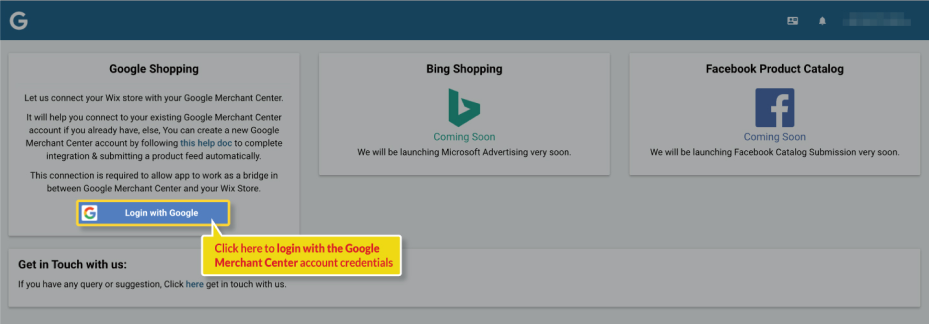 Google Shopping
Let us connect your Wix store with your Google Merchant Center.
It will help you connect to your existing Google Merchant Center
account if you already have, else, You can create a new Google
Merchant Center account by following this help doc to complete
integration & submitting a product feed automatically.
This connection is required to allow app to work as a bridge in
between Google Merchant Center and your Wix Store.
Login with Google
Click here to login with the Google
Merchant Center account credentials
Bing Shopping
Coming Soon
We will be launching Microsoft Advertising very soon.
Facebook Product Catalog
Coming Soon
We will be launching Facebook Catalog Submission very soon.
Get in Touch with us:
If you have any query or suggestion, Click here get in touch with us.